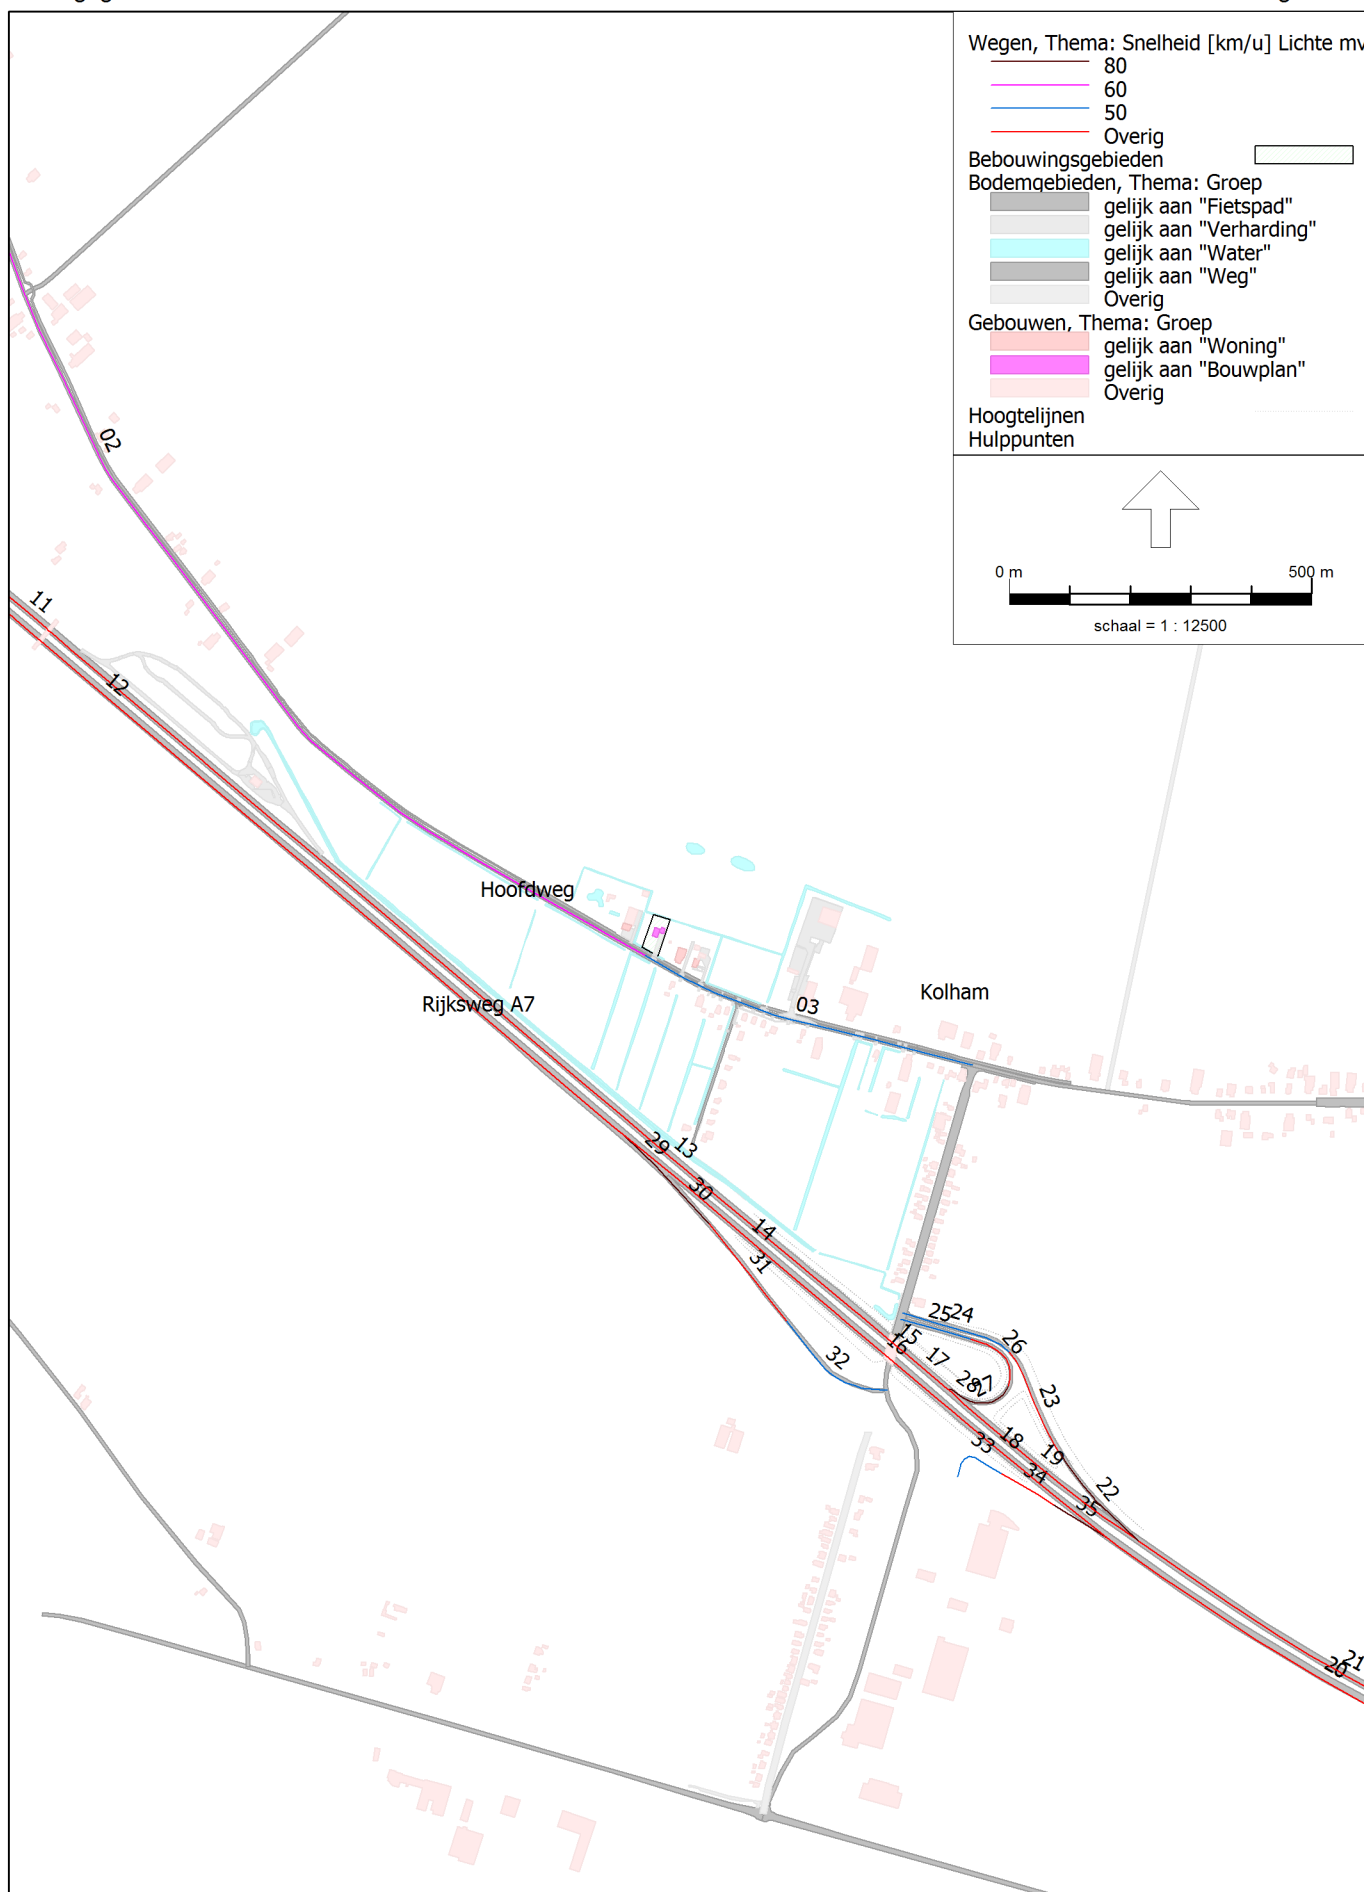 Wegen, Thema: Snelheid [km/u] Lichte mv
80
60
50
Overig
Bebouwingsgebieden
Bodemgebieden, Thema: Groep
gelijk aan "Fietspad"
gelijk aan "Verharding"
gelijk aan "Water"
gelijk aan "Weg"
Overig
Gebouwen, Thema: Groep
gelijk aan "Woning"
gelijk aan "Bouwplan"
Overig
Hoogtelijnen
Hulppunten
0 m 500 m
schaal = 1 : 12500
02
11
12
Hoofdweg
Rijksweg A7
Kolham
03
29
13
30
14
31
32
25
24
26
15
16
17
28
27
23
18
33
19
34
22
35
21
20